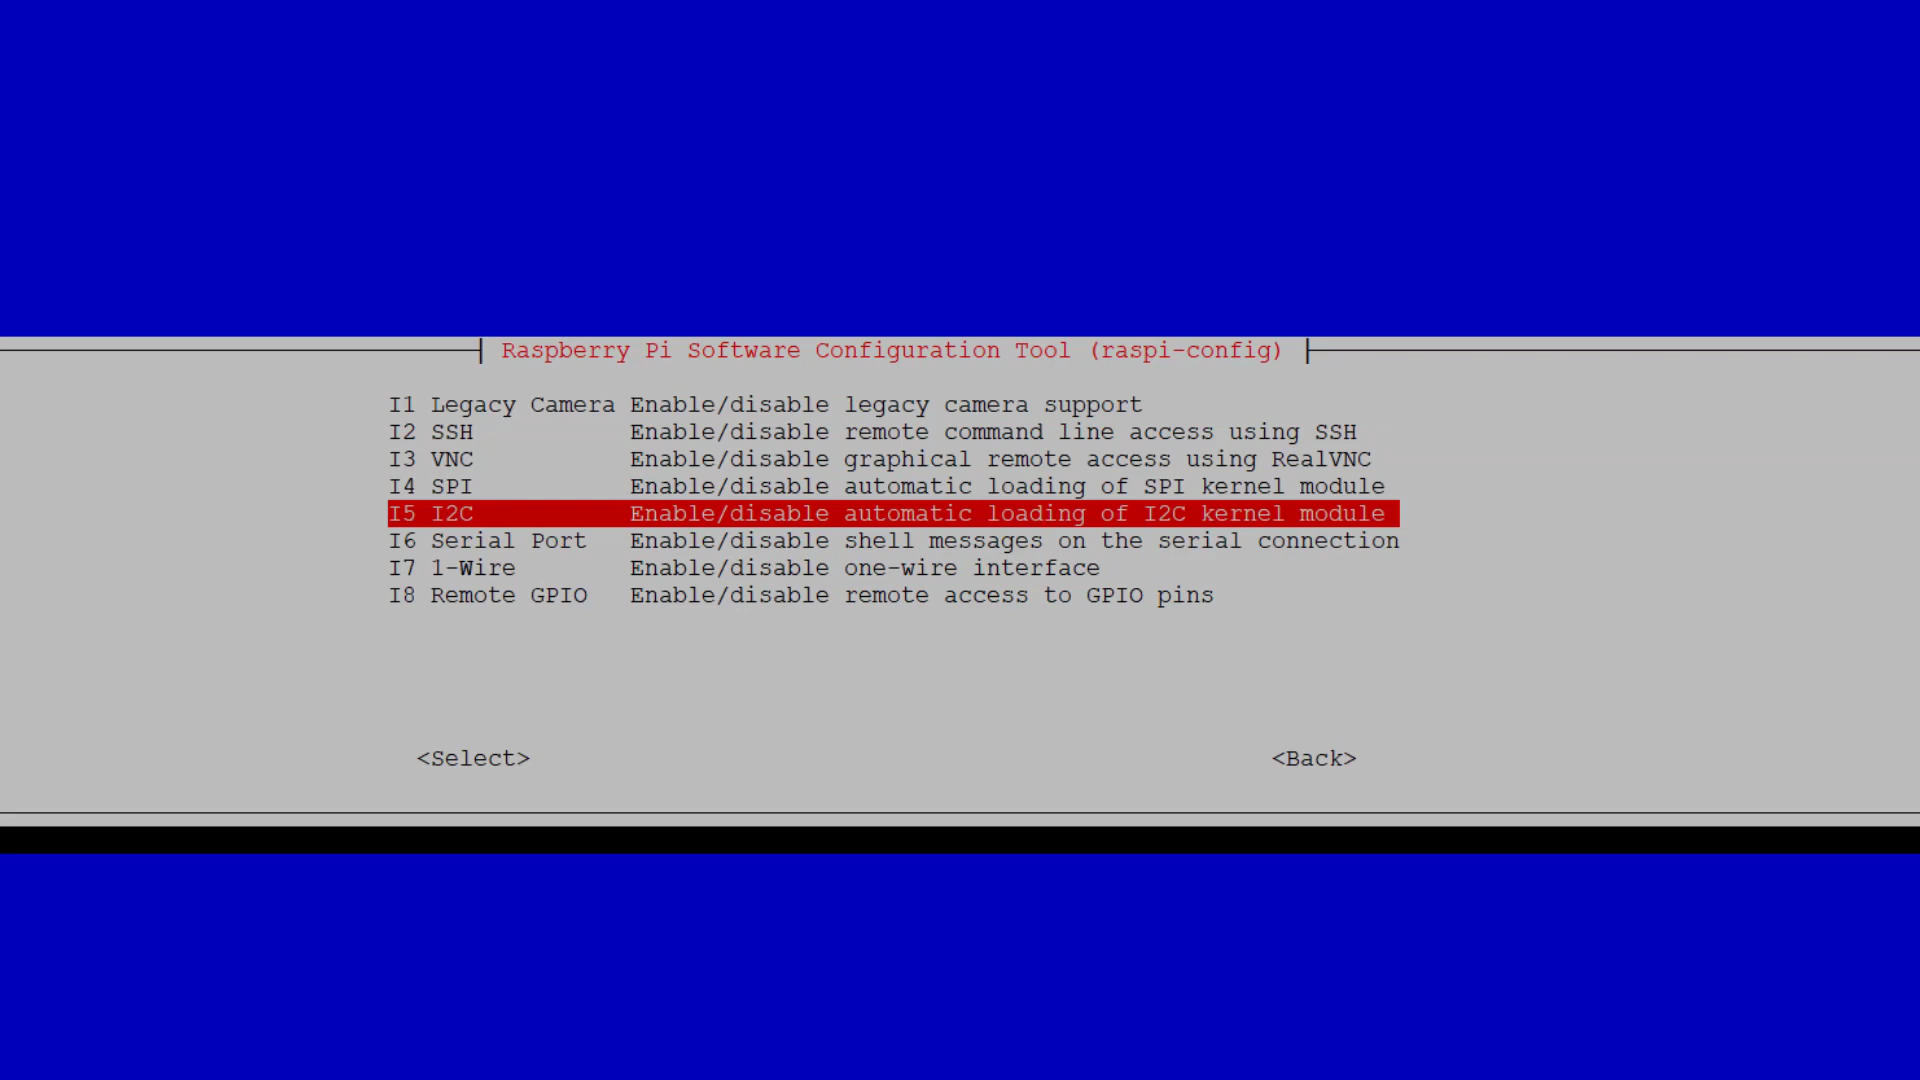 Raspberry Pi Software Configuration Tool (raspi-config)
I1 Legacy Camera Enable/disable legacy camera support
I2 SSH Enable/disable remote command line access using SSH
I3 VNC Enable/disable graphical remote access using RealVNC
I4 SPI Enable/disable automatic loading of SPI kernel module
I5 I2C Enable/disable automatic loading of I2C kernel module
I6 Serial Port Enable/disable shell messages on the serial connection
I7 1-Wire Enable/disable one-wire interface
I8 Remote GPIO Enable/disable remote access to GPIO pins
<Select> <Back>